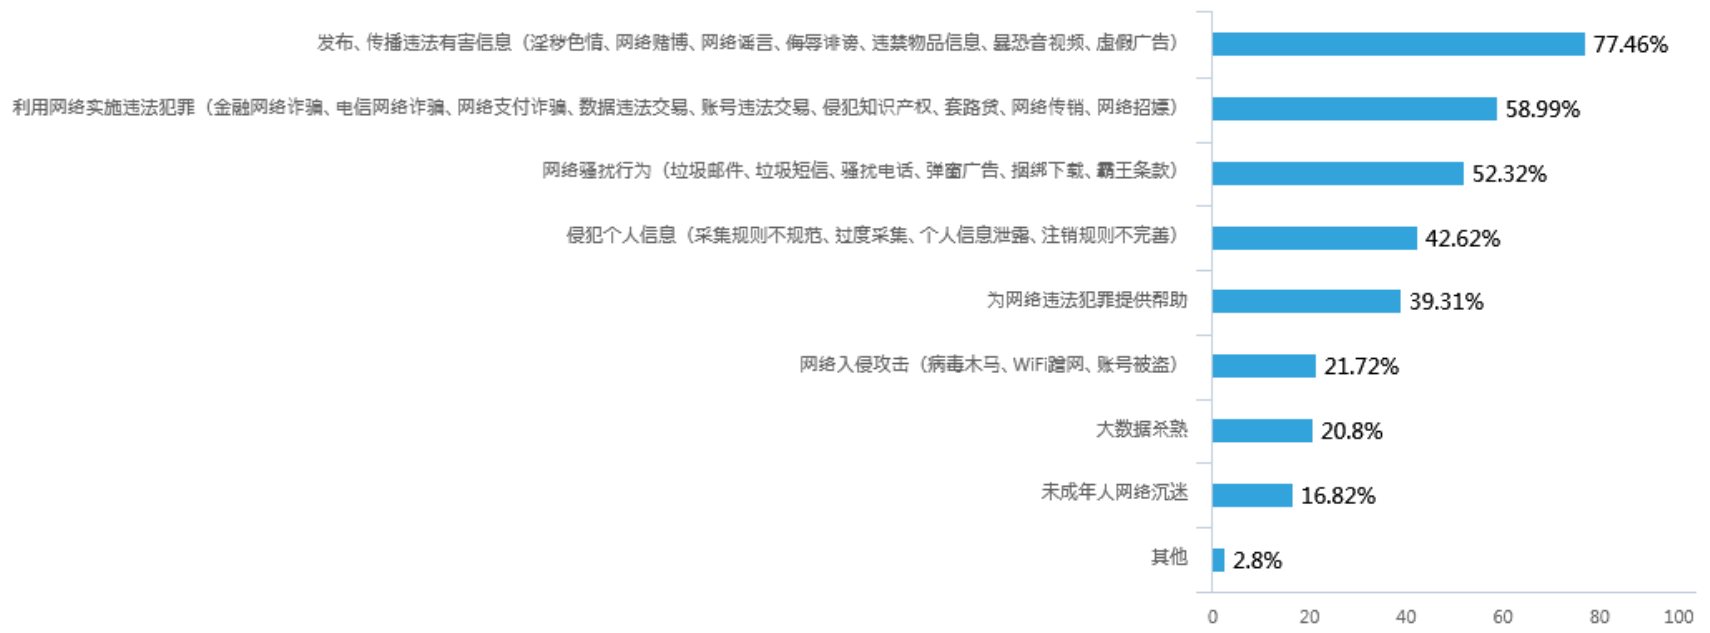 发布、传播违法有害信息（淫秽色情、网络赌博、网络谣言、侮辱诽谤、违禁物品信息、暴恐音视频、虚假广告） 77.46%
利用网络实施违法犯罪（金融网络诈骗、电信网络诈骗、网络支付诈骗、数据违法交易、账号违法交易、侵犯知识产权、套路贷、网络传销、网络招嫖） 58.99%
网络骚扰行为（垃圾邮件、垃圾短信、骚扰电话、弹窗广告、捆绑下载、霸王条款） 52.32%
侵犯个人信息（采集规则不规范、过度采集、个人信息泄露、注销规则不完善） 42.62%
为网络违法犯罪提供帮助 39.31%
网络入侵攻击（病毒木马、WiFi蹭网、账号被盗） 21.72%
大数据杀熟 20.8%
未成年人网络沉迷 16.82%
其他 2.8%
0 20 40 60 80 100